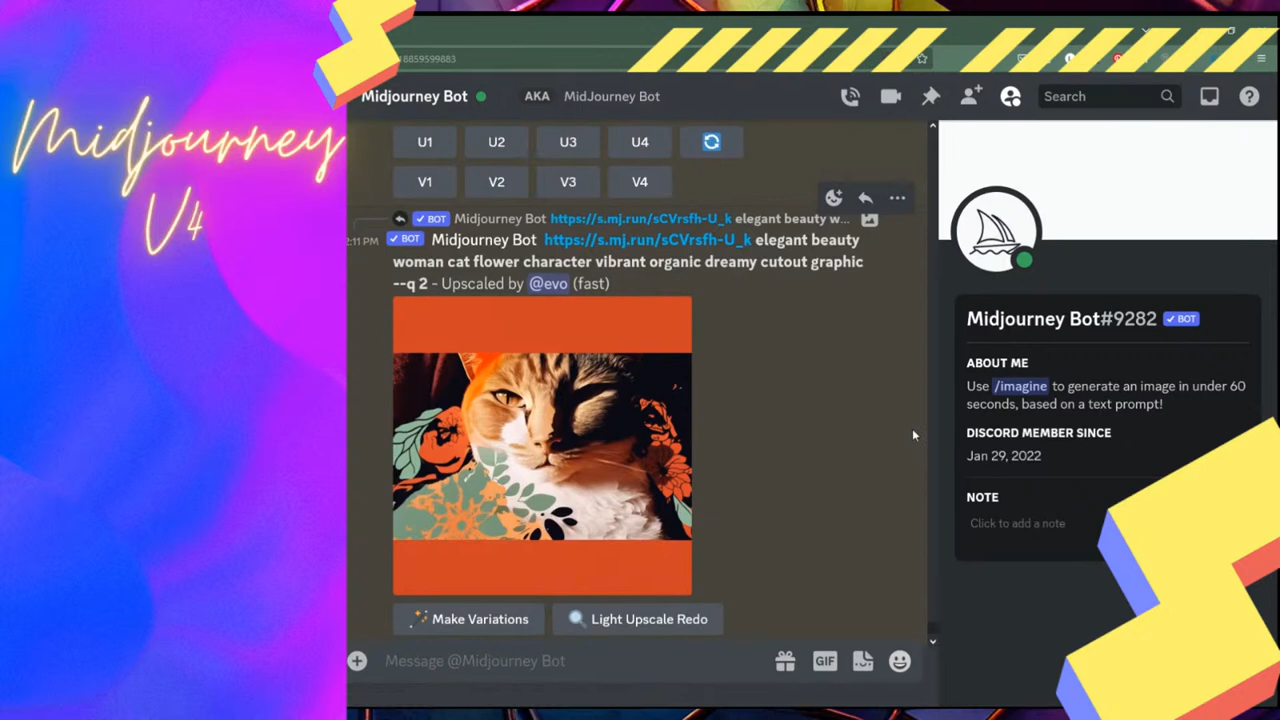 Midjourney
V4
18859599883
Midjourney Bot AKA MidJourney Bot
Search
U1 U2 U3 U4
V1 V2 V3 V4
BOT Midjourney Bot https://s.mj.run/sCVrsfh-U_k elegant beauty w...
2:11 PM BOT Midjourney Bot https://s.mj.run/sCVrsfh-U_k elegant beauty
woman cat flower character vibrant organic dreamy cutout graphic
--q 2 - Upscaled by @evo (fast)
Make Variations Light Upscale Redo
Message @Midjourney Bot
GIF
Midjourney Bot#9282 BOT
ABOUT ME
Use /imagine to generate an image in under 60
seconds, based on a text prompt!
DISCORD MEMBER SINCE
Jan 29, 2022
NOTE
Click to add a note